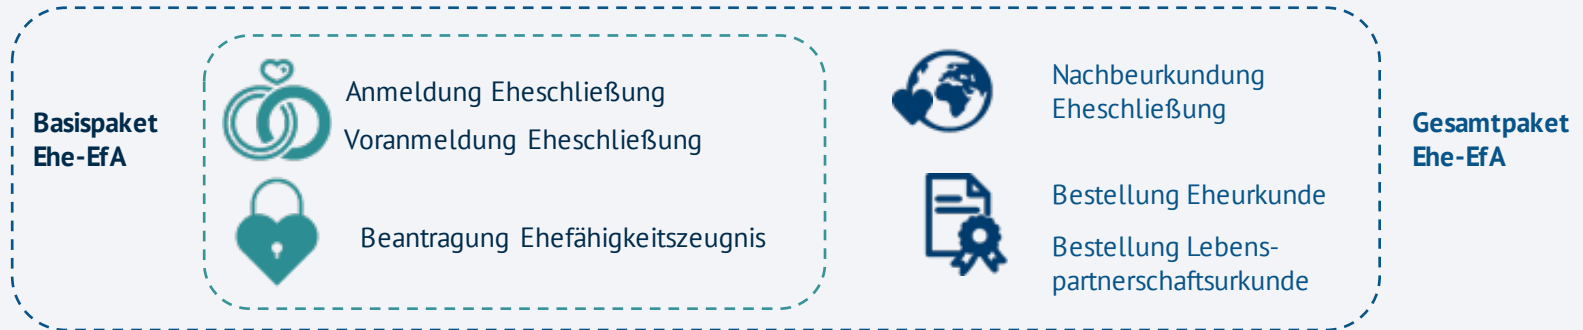 Basispaket
Ehe-EfA
Anmeldung Eheschließung
Voranmeldung Eheschließung
Beantragung Ehefähigkeitszeugnis
Nachbeurkundung
Eheschließung
Bestellung Eheurkunde
Bestellung Lebens-
partnerschaftsurkunde
Gesamtpaket
Ehe-EfA